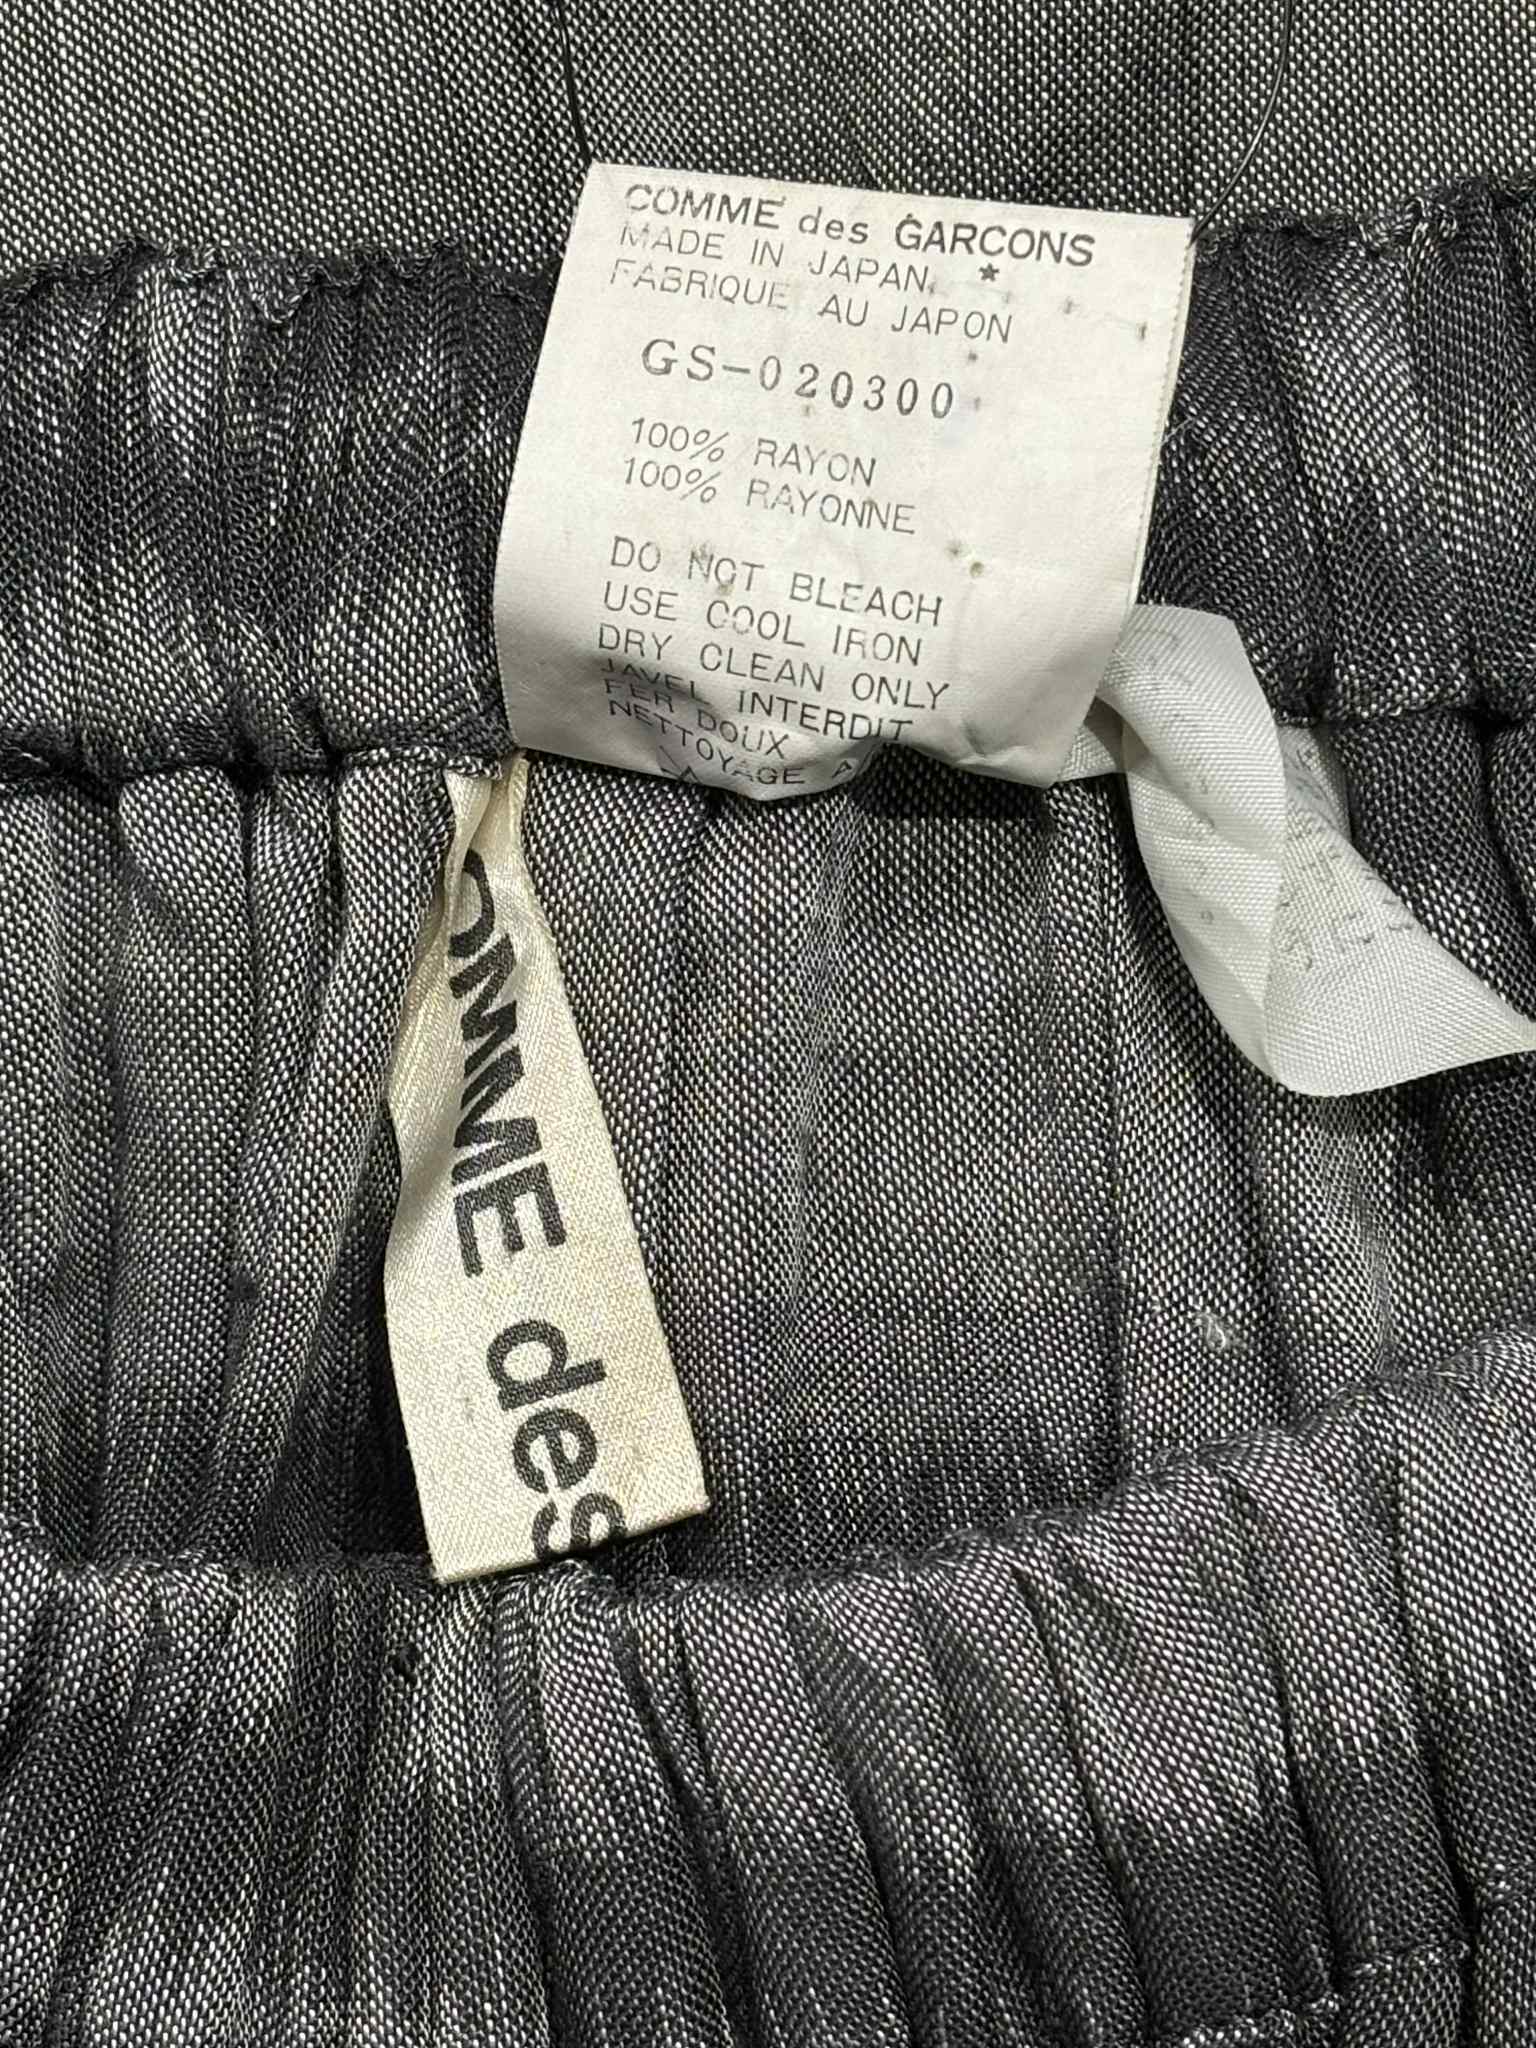 COMME des GARCONS
MADE IN JAPAN *
FABRIQUE AU JAPON
GS-020300
100% RAYON
100% RAYONNE
DO NOT BLEACH
USE COOL IRON
DRY CLEAN ONLY
JAVEL INTERDIT
FER DOUX
NETTOYAGE A
OMME des